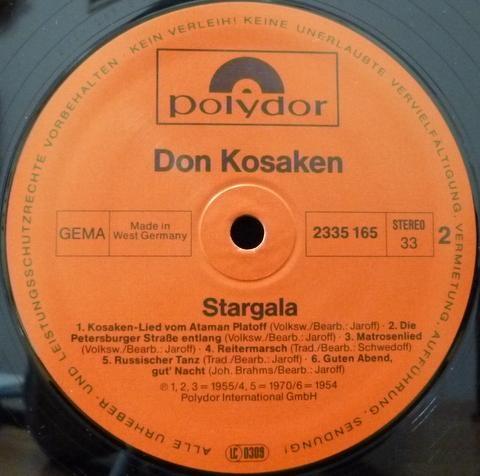 ALLE URHEBER- UND LEISTUNGSSCHUTZRECHTE VORBEHALTEN · KEIN VERLEIH! KEINE UNERLAUBTE VERVIELFÄLTIGUNG, VERMIETUNG, AUFFÜHRUNG, SENDUNG!
polydor
Don Kosaken
GEMA
Made in
West Germany
2335 165
STEREO
33
2
Stargala
1. Kosaken-Lied vom Ataman Platoff (Volksw./Bearb.: Jaroff) · 2. Die
Petersburger Straße entlang (Volksw./Bearb.: Jaroff) · 3. Matrosenlied
(Volksw./Bearb.: Jaroff) · 4. Reitermarsch (Trad./Bearb.: Schwedoff)
5. Russischer Tanz (Trad./Bearb.: Jaroff) · 6. Guten Abend,
gut' Nacht (Joh. Brahms/Bearb.: Jaroff)
℗ 1, 2, 3 = 1955/4, 5 = 1970/6 = 1954
Polydor International GmbH
LC 0309